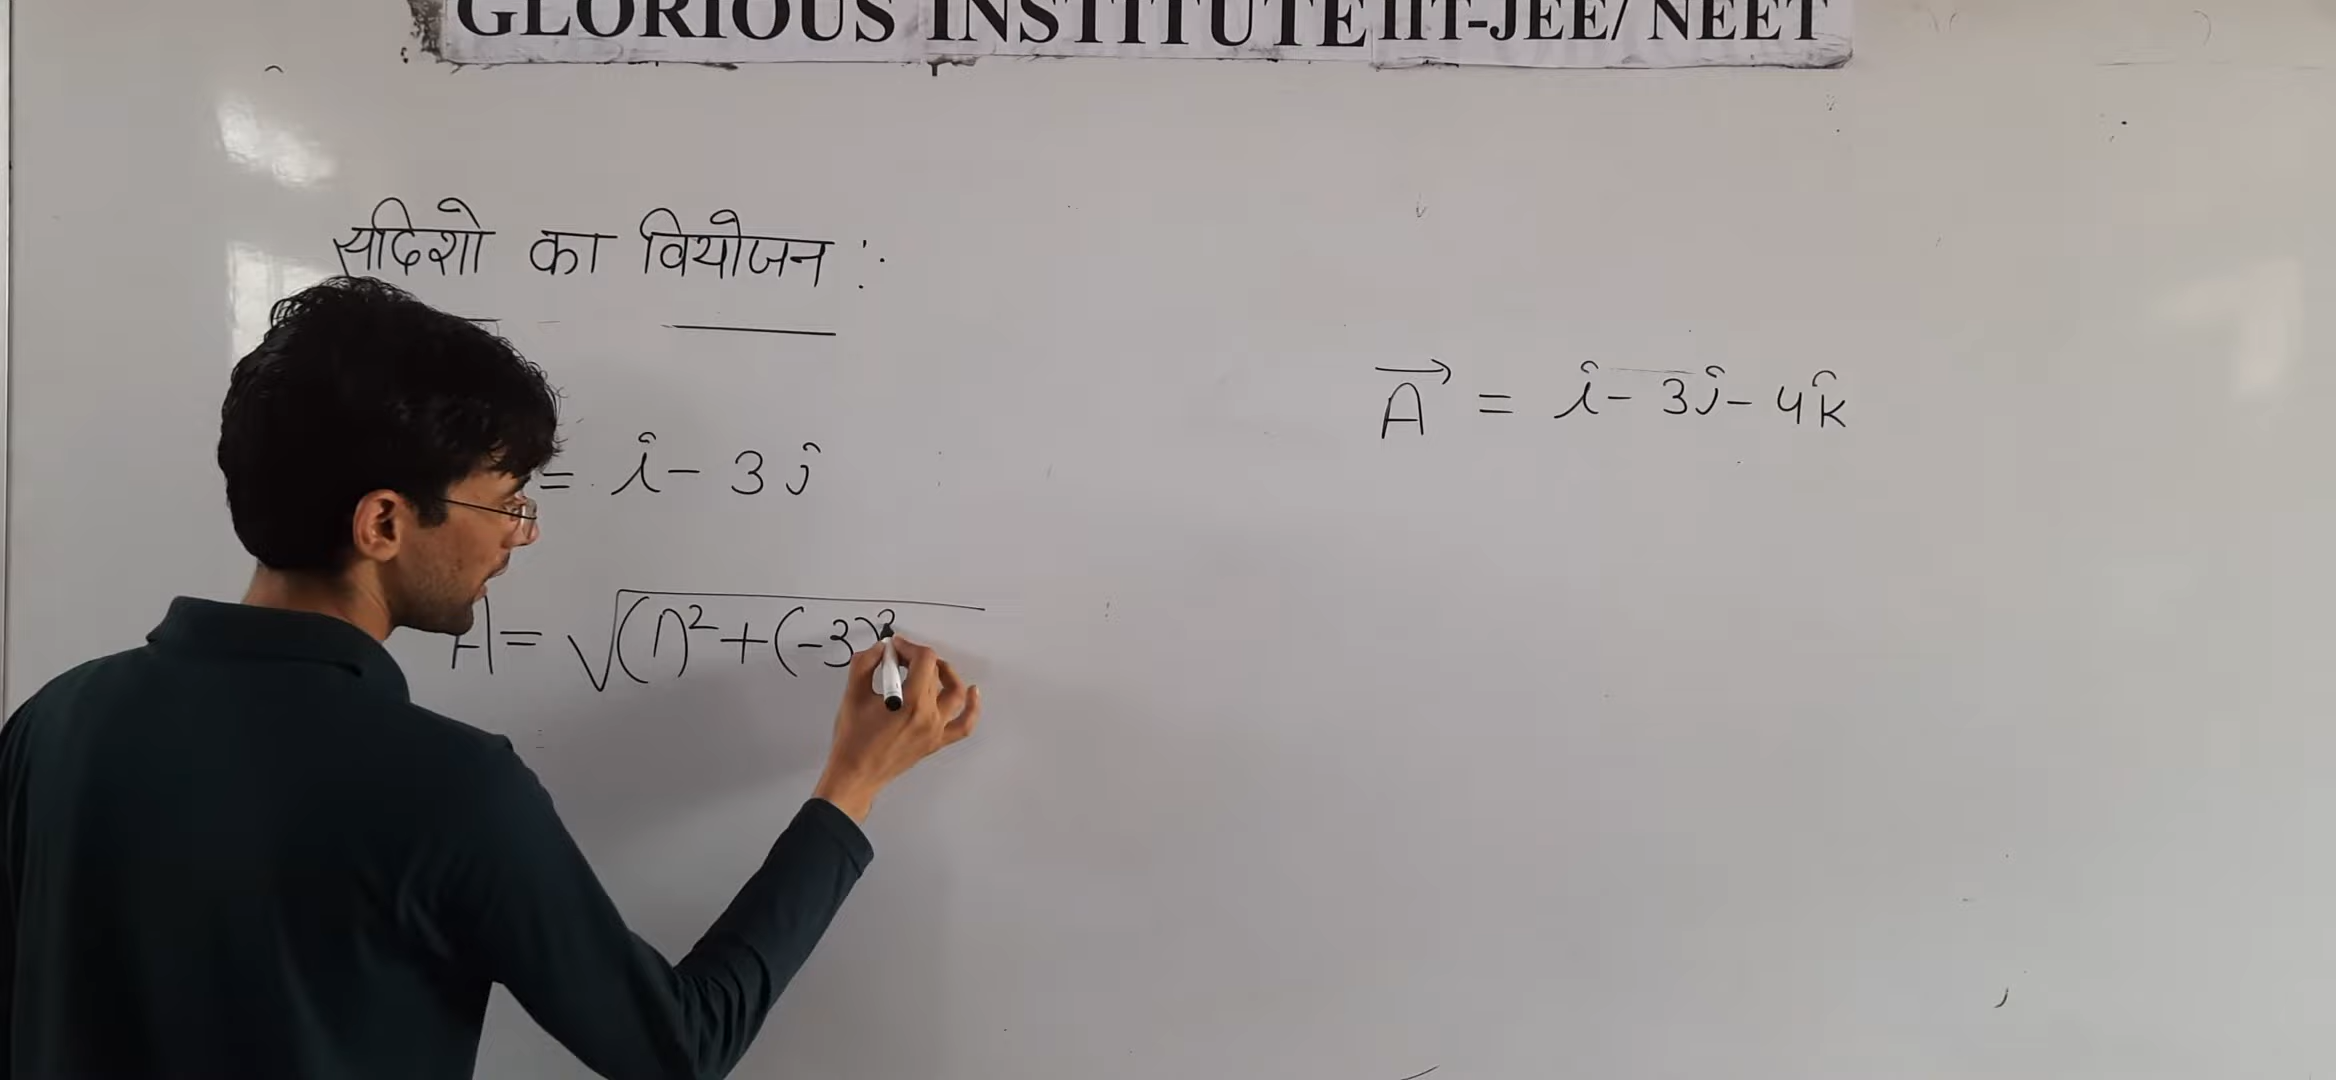 GLORIOUS INSTITUTE IIT-JEE/ NEET
सदिशो का वियोजन :
= î - 3ĵ
A = √(1)² + (-3)²
A⃗ = î - 3ĵ - 4k̂